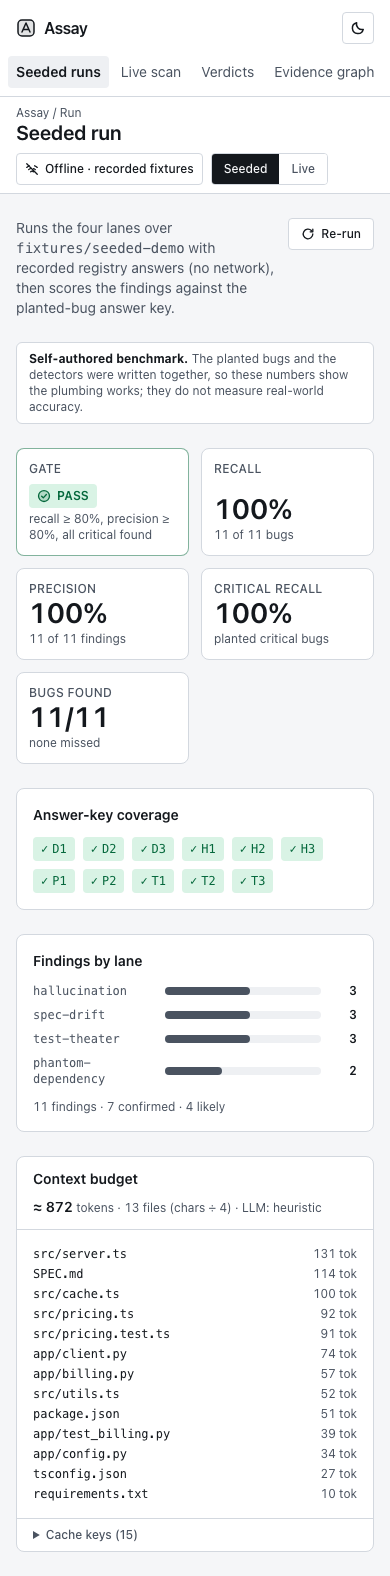 Assay
Seeded runs Live scan Verdicts Evidence graph
Assay / Run
Seeded run
Offline · recorded fixtures Seeded Live
Runs the four lanes over
fixtures/seeded-demo with
recorded registry answers (no network),
then scores the findings against the
planted-bug answer key.
Re-run
Self-authored benchmark. The planted bugs and the
detectors were written together, so these numbers show
the plumbing works; they do not measure real-world
accuracy.
GATE
PASS
recall ≥ 80%, precision ≥
80%, all critical found
RECALL
100%
11 of 11 bugs
PRECISION
100%
11 of 11 findings
CRITICAL RECALL
100%
planted critical bugs
BUGS FOUND
11/11
none missed
Answer-key coverage
✓ D1 ✓ D2 ✓ D3 ✓ H1 ✓ H2 ✓ H3
✓ P1 ✓ P2 ✓ T1 ✓ T2 ✓ T3
Findings by lane
hallucination 3
spec-drift 3
test-theater 3
phantom-
dependency 2
11 findings · 7 confirmed · 4 likely
Context budget
≈ 872 tokens · 13 files (chars ÷ 4) · LLM: heuristic
src/server.ts 131 tok
SPEC.md 114 tok
src/cache.ts 100 tok
src/pricing.ts 92 tok
src/pricing.test.ts 91 tok
app/client.py 74 tok
app/billing.py 57 tok
src/utils.ts 52 tok
package.json 51 tok
app/test_billing.py 39 tok
app/config.py 34 tok
tsconfig.json 27 tok
requirements.txt 10 tok
Cache keys (15)